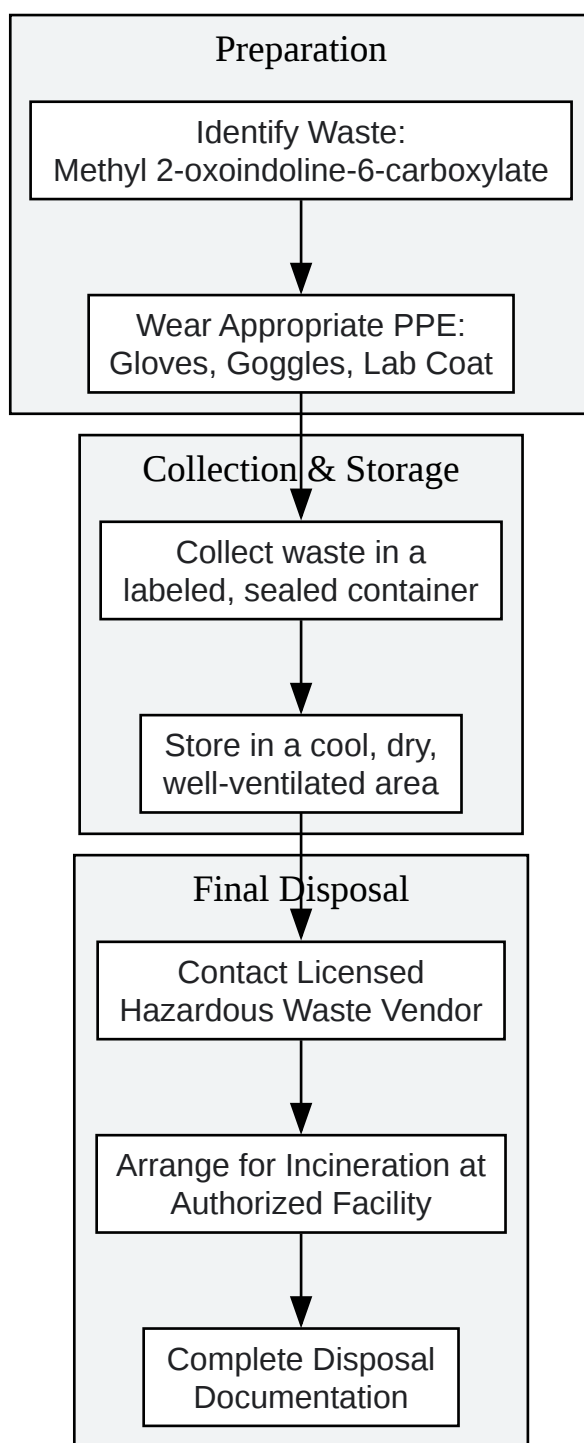 Preparation
Identify Waste:
Methyl 2-oxoindoline-6-carboxylate
Wear Appropriate PPE:
Gloves, Goggles, Lab Coat
Collection & Storage
Collect waste in a
labeled, sealed container
Store in a cool, dry,
well-ventilated area
Final Disposal
Contact Licensed
Hazardous Waste Vendor
Arrange for Incineration at
Authorized Facility
Complete Disposal
Documentation